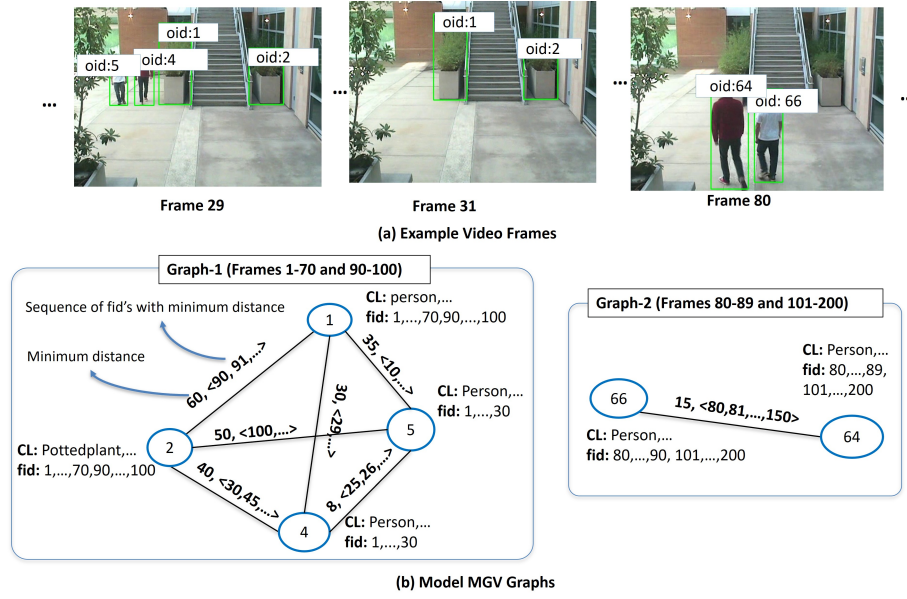 oid:1
oid:5
oid:4
oid:2
...
Frame 29
oid:1
oid:2
...
Frame 31
oid:64
oid: 66
...
Frame 80
(a) Example Video Frames
Graph-1 (Frames 1-70 and 90-100)
Sequence of fid's with minimum distance
Minimum distance
CL: person,...
fid: 1,...,70,90,...,100
1
60, <90, 91,...>
35, <10,...>
30, <29,...>
CL: Person,...
fid: 1,...,30
5
50, <100,...>
2
CL: Pottedplant,...
fid: 1,...,70,90,...,100
40, <30,45,...>
8, <25,26,...>
4
CL: Person,...
fid: 1,...,30
Graph-2 (Frames 80-89 and 101-200)
CL: Person,...
fid: 80,...,89,
101,...,200
66
15, <80,81,...,150>
64
CL: Person,...
fid: 80,...,90, 101,...,200
(b) Model MGV Graphs